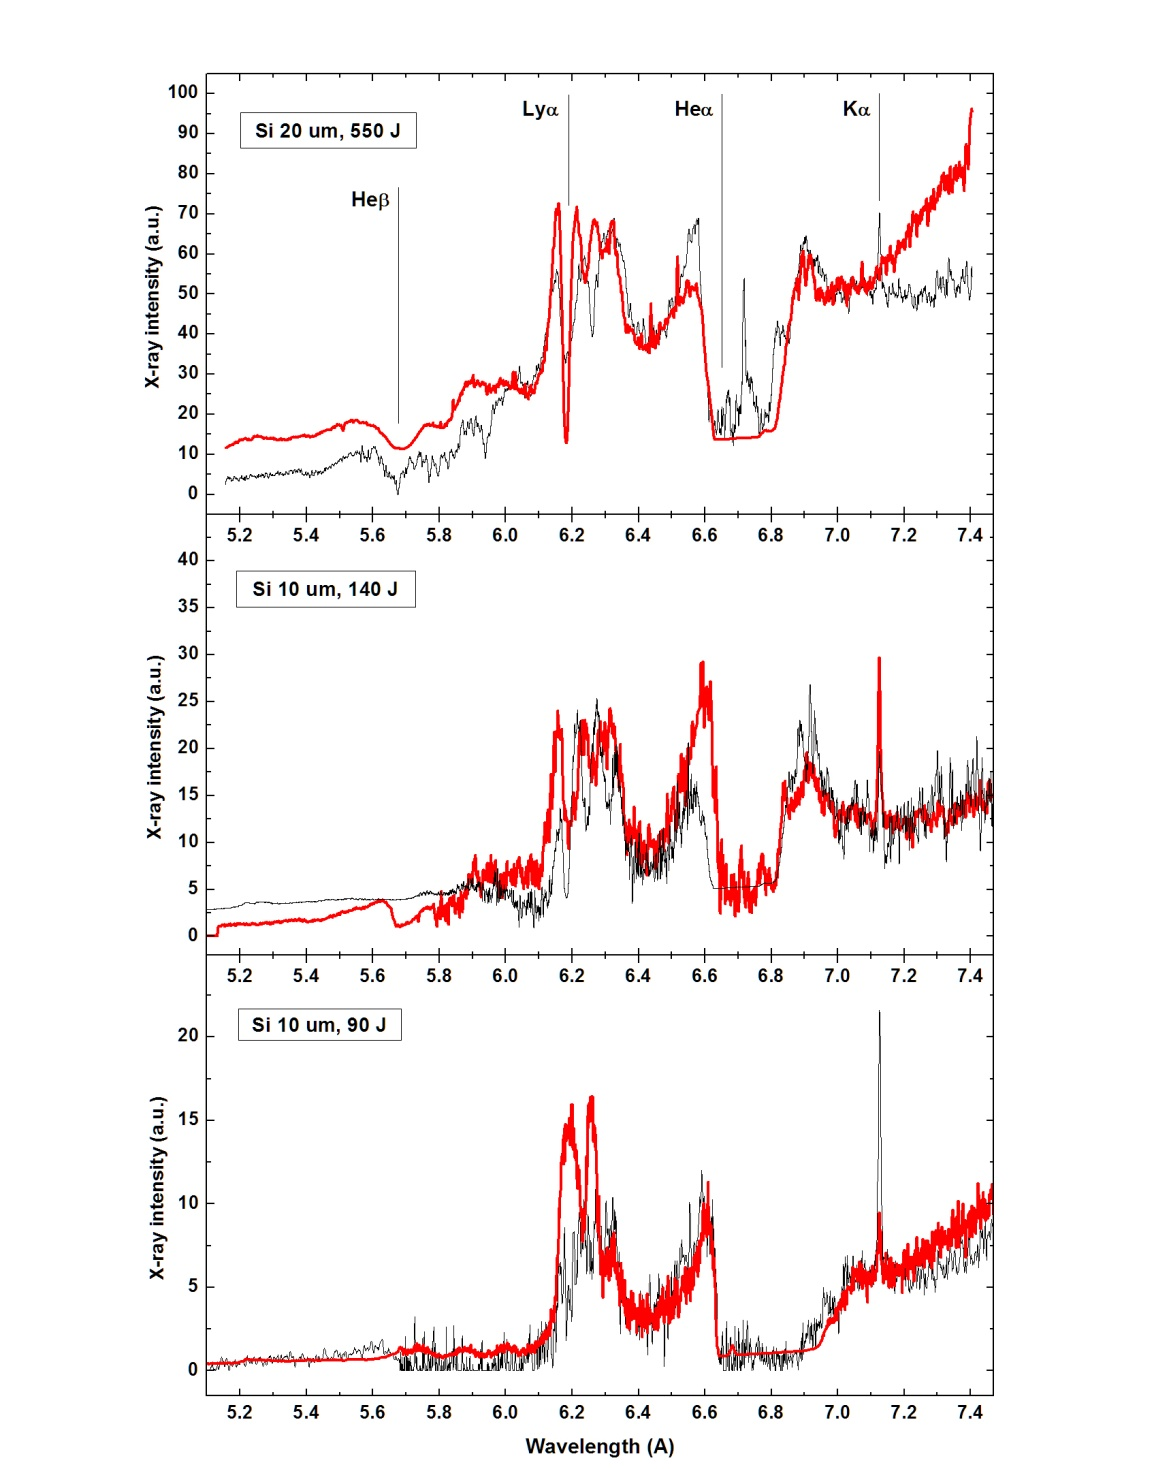 100
90
80
70
60
50
40
30
20
10
0
X-ray intensity (a.u.)
Si 20 um, 550 J
Heβ
Lyα
Heα
Kα
5.2 5.4 5.6 5.8 6.0 6.2 6.4 6.6 6.8 7.0 7.2 7.4
40
35
30
25
20
15
10
5
0
X-ray intensity (a.u.)
Si 10 um, 140 J
5.2 5.4 5.6 5.8 6.0 6.2 6.4 6.6 6.8 7.0 7.2 7.4
20
15
10
5
0
X-ray intensity (a.u.)
Si 10 um, 90 J
5.2 5.4 5.6 5.8 6.0 6.2 6.4 6.6 6.8 7.0 7.2 7.4
Wavelength (A)